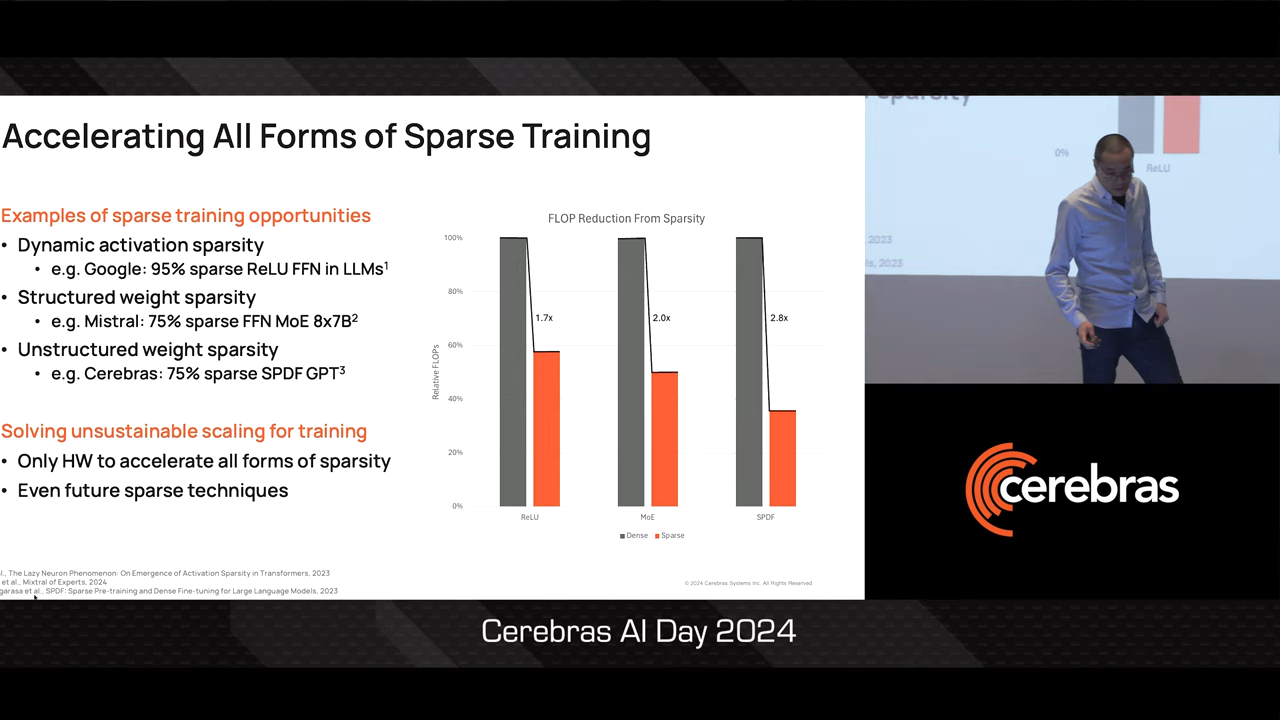 Accelerating All Forms of Sparse Training
Examples of sparse training opportunities
• Dynamic activation sparsity
• e.g. Google: 95% sparse ReLU FFN in LLMs¹
• Structured weight sparsity
• e.g. Mistral: 75% sparse FFN MoE 8x7B²
• Unstructured weight sparsity
• e.g. Cerebras: 75% sparse SPDF GPT³
Solving unsustainable scaling for training
• Only HW to accelerate all forms of sparsity
• Even future sparse techniques
FLOP Reduction From Sparsity
Relative FLOPs
100%
80%
60%
40%
20%
0%
1.7x
2.0x
2.8x
ReLU
MoE
SPDF
Dense
Sparse
The Lazy Neuron Phenomenon: On Emergence of Activation Sparsity in Transformers, 2023
et al., Mixtral of Experts, 2024
et al., SPDF: Sparse Pre-training and Dense Fine-tuning for Large Language Models, 2023
© 2024 Cerebras Systems Inc. All Rights Reserved
0%
ReLU
2023
2023
cerebras
Cerebras AI Day 2024